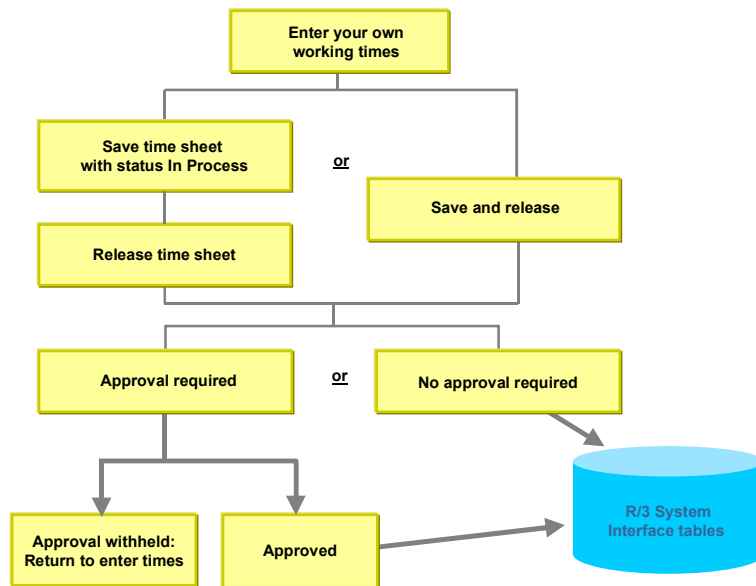 Enter your own
working times
Save time sheet
with status In Process
or
Save and release
Release time sheet
Approval required
or
No approval required
R/3 System
Interface tables
Approval withheld:
Return to enter times
Approved